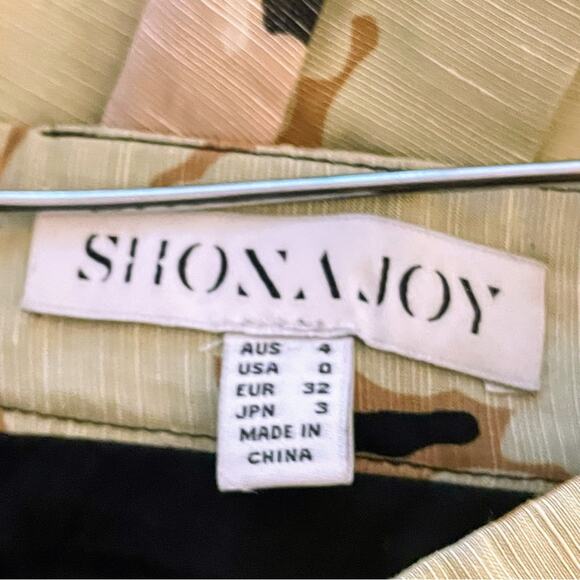 SHONA JOY
AUS 4
USA 0
EUR 32
JPN 3
MADE IN
CHINA